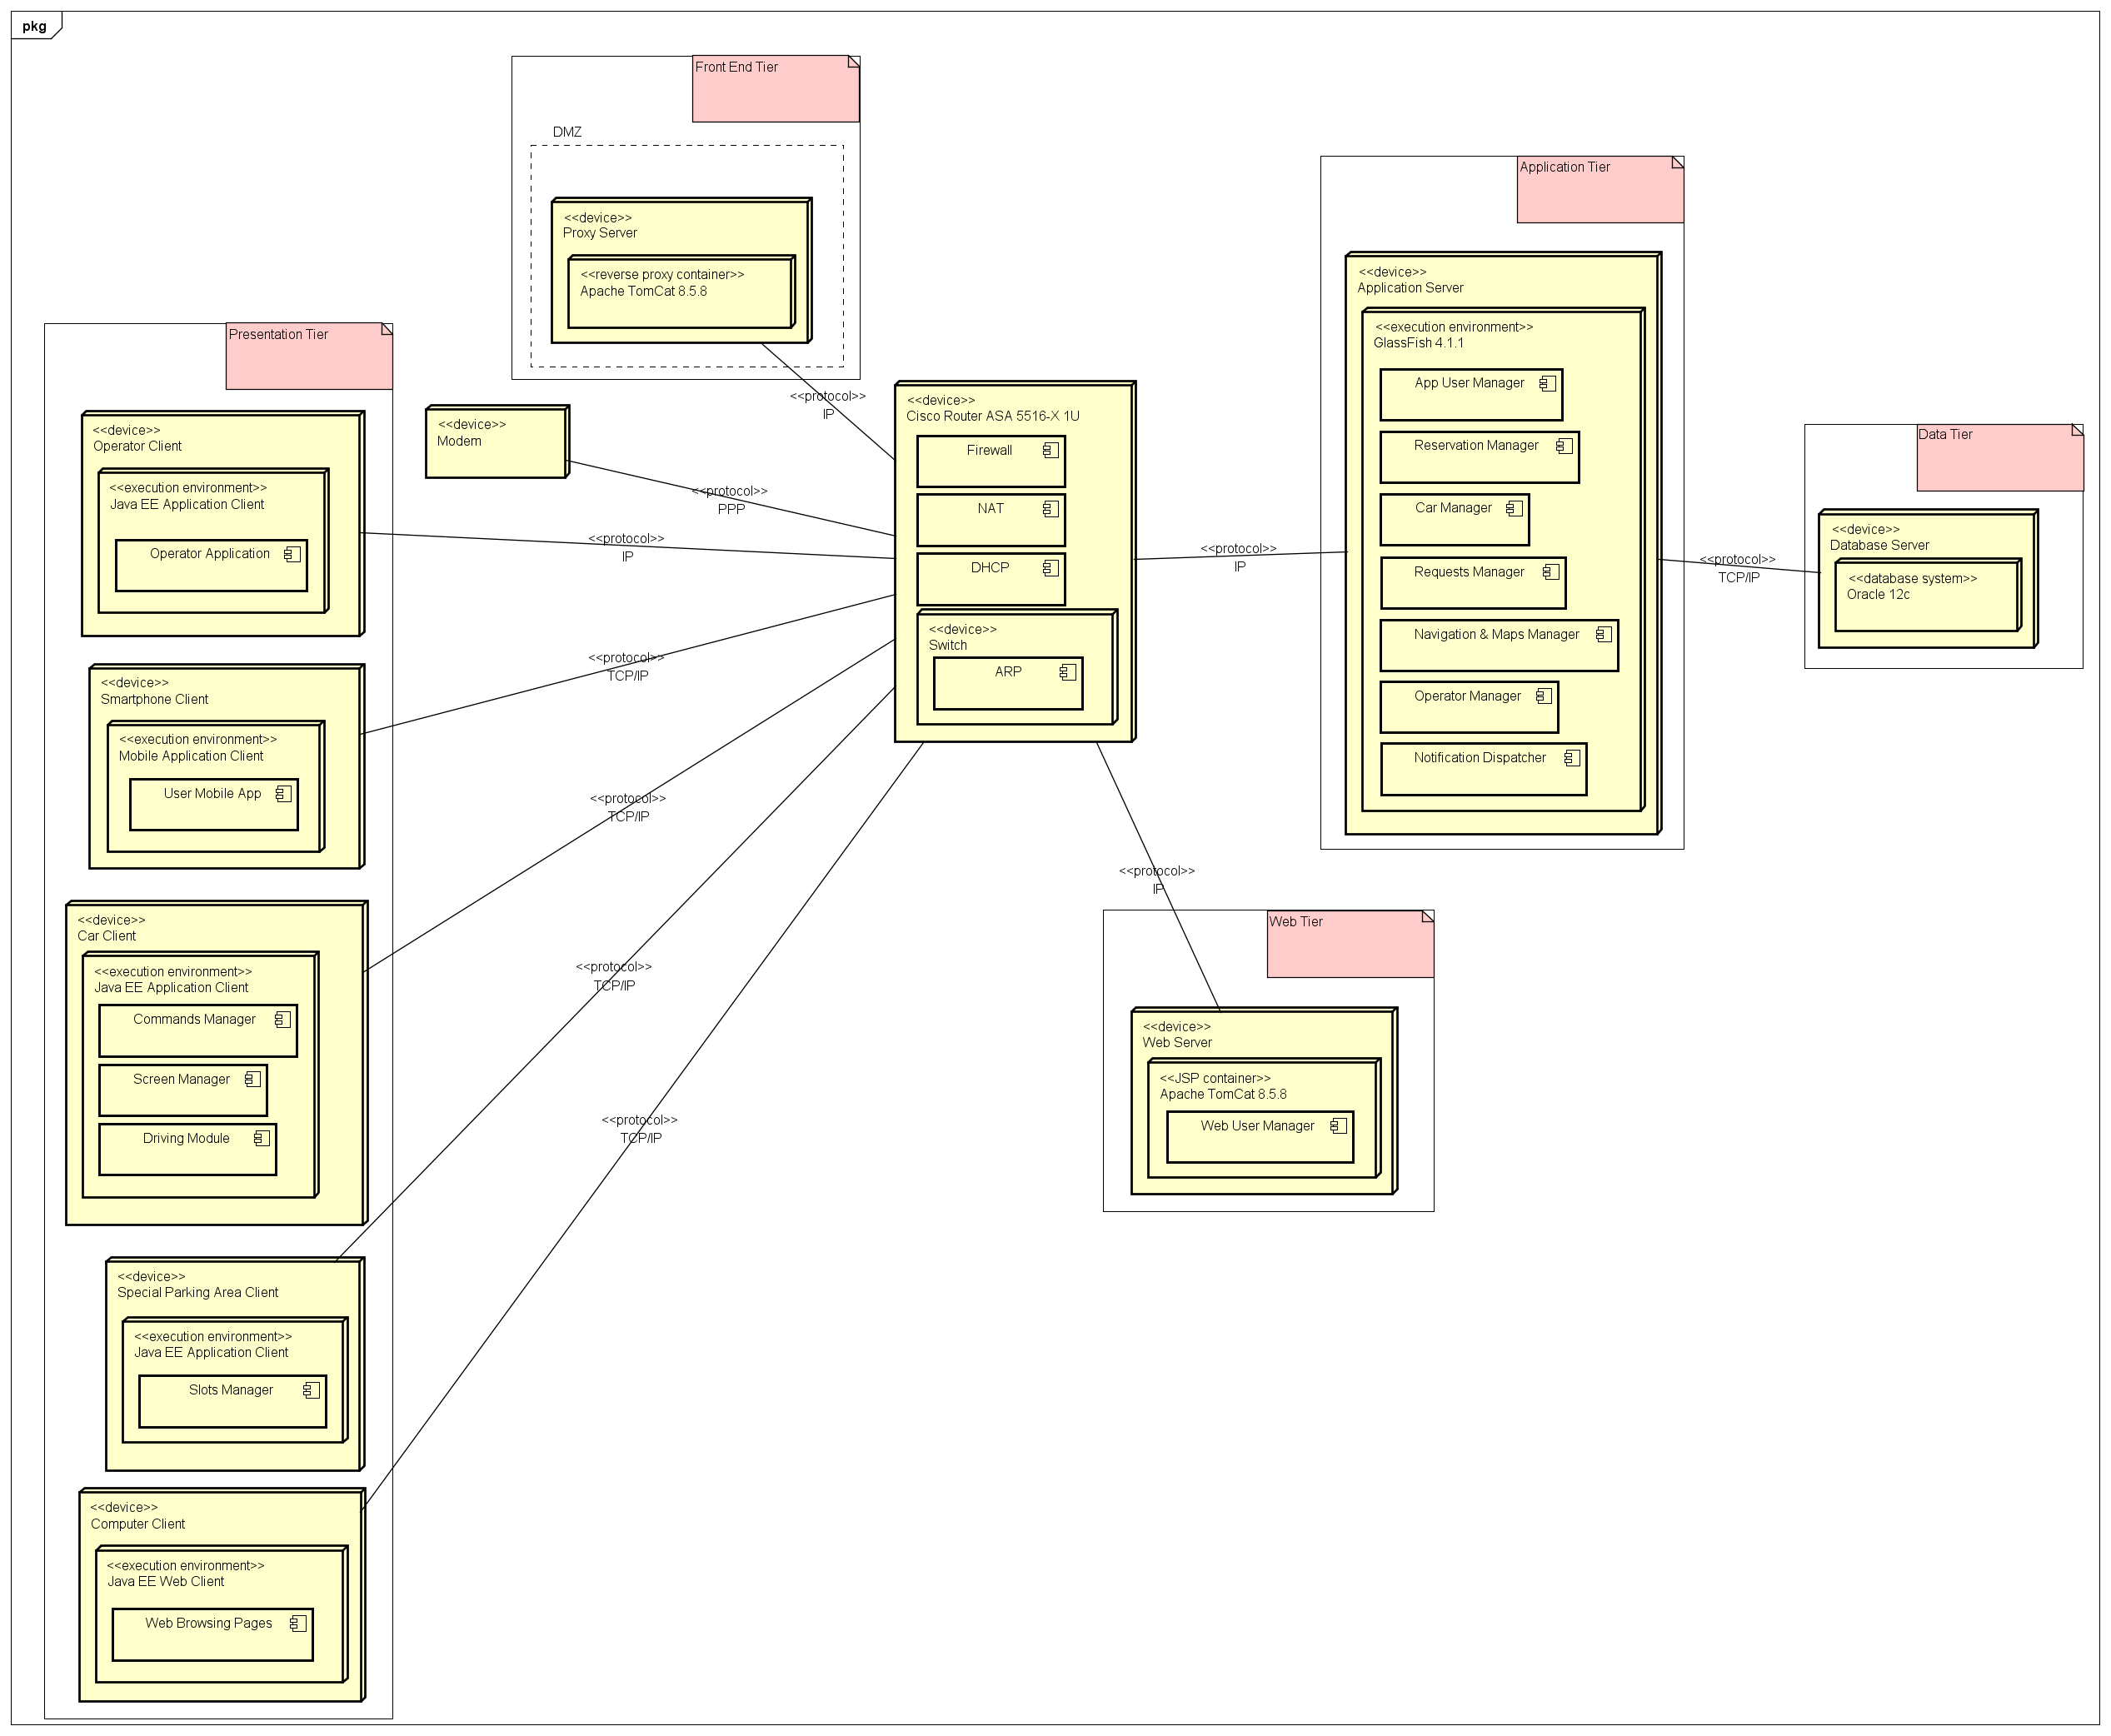 pkg
Front End Tier
DMZ
<<device>>
Proxy Server
<<reverse proxy container>>
Apache TomCat 8.5.8
<<protocol>>
IP
<<device>>
Modem
<<protocol>>
PPP
Presentation Tier
<<device>>
Operator Client
<<execution environment>>
Java EE Application Client
Operator Application
<<protocol>>
IP
<<device>>
Smartphone Client
<<execution environment>>
Mobile Application Client
User Mobile App
<<protocol>>
TCP/IP
<<device>>
Car Client
<<execution environment>>
Java EE Application Client
Commands Manager
Screen Manager
Driving Module
<<protocol>>
TCP/IP
<<device>>
Special Parking Area Client
<<execution environment>>
Java EE Application Client
Slots Manager
<<protocol>>
TCP/IP
<<device>>
Computer Client
<<execution environment>>
Java EE Web Client
Web Browsing Pages
<<protocol>>
TCP/IP
<<device>>
Cisco Router ASA 5516-X 1U
Firewall
NAT
DHCP
<<device>>
Switch
ARP
<<protocol>>
IP
Application Tier
<<device>>
Application Server
<<execution environment>>
GlassFish 4.1.1
App User Manager
Reservation Manager
Car Manager
Requests Manager
Navigation & Maps Manager
Operator Manager
Notification Dispatcher
<<protocol>>
TCP/IP
Data Tier
<<device>>
Database Server
<<database system>>
Oracle 12c
<<protocol>>
IP
Web Tier
<<device>>
Web Server
<<JSP container>>
Apache TomCat 8.5.8
Web User Manager